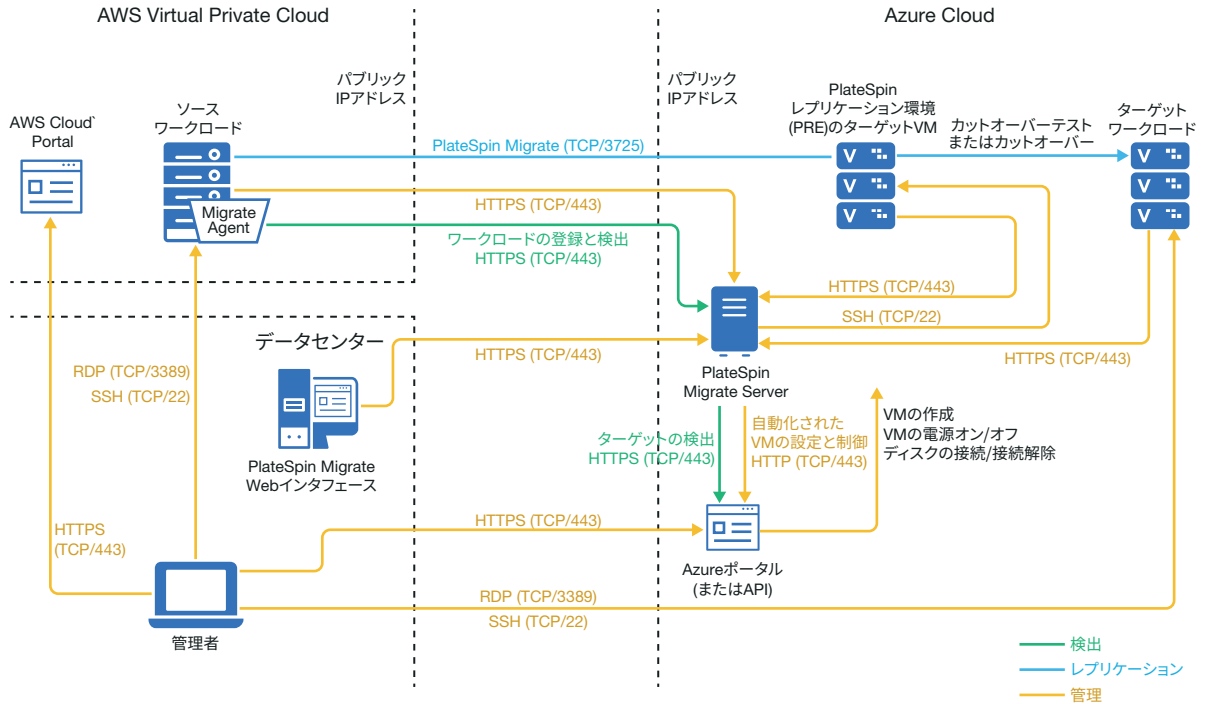 AWS Virtual Private Cloud
Azure Cloud
パブリック
IPアドレス
パブリック
IPアドレス
AWS Cloud`
Portal
ソース
ワークロード
PlateSpin
レプリケーション環境
(PRE)のターゲットVM
カットオーバーテスト
またはカットオーバー
ターゲット
ワークロード
PlateSpin Migrate (TCP/3725)
HTTPS (TCP/443)
Migrate
Agent
ワークロードの登録と検出
HTTPS (TCP/443)
HTTPS (TCP/443)
SSH (TCP/22)
HTTPS (TCP/443)
データセンター
HTTPS (TCP/443)
RDP (TCP/3389)
SSH (TCP/22)
PlateSpin
Migrate Server
PlateSpin Migrate
Webインタフェース
ターゲットの検出
HTTPS (TCP/443)
自動化された
VMの設定と制御
HTTP (TCP/443)
VMの作成
VMの電源オン/オフ
ディスクの接続/接続解除
HTTPS
(TCP/443)
HTTPS (TCP/443)
Azureポータル
(またはAPI)
RDP (TCP/3389)
SSH (TCP/22)
管理者
検出
レプリケーション
管理